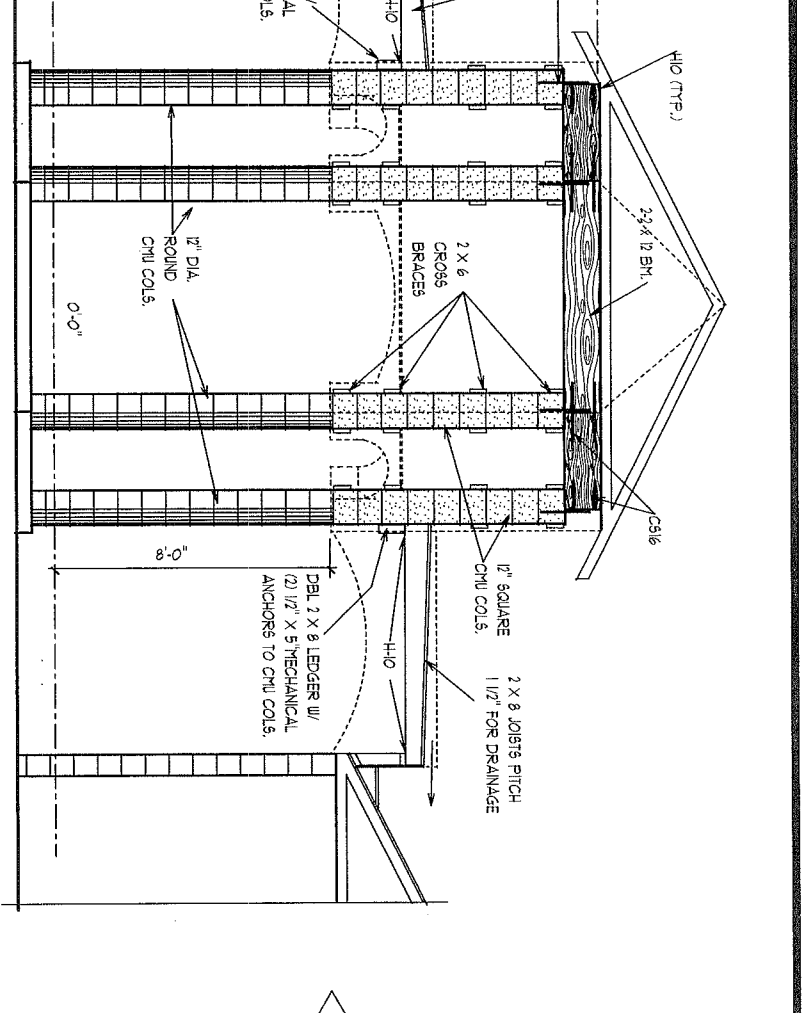 H10 (TYP.)
2-2 X 12 BM.
CS16
H-10
2 X 6
CROSS
BRACES
12" DIA.
ROUND
CMU COLS.
0'-0"
12" SQUARE
CMU COLS.
2 X 8 JOISTS PITCH
1 1/2" FOR DRAINAGE
H-10
8'-0"
DBL 2 X 8 LEDGER W/
(2) 1/2" X 5" MECHANICAL
ANCHORS TO CMU COLS.